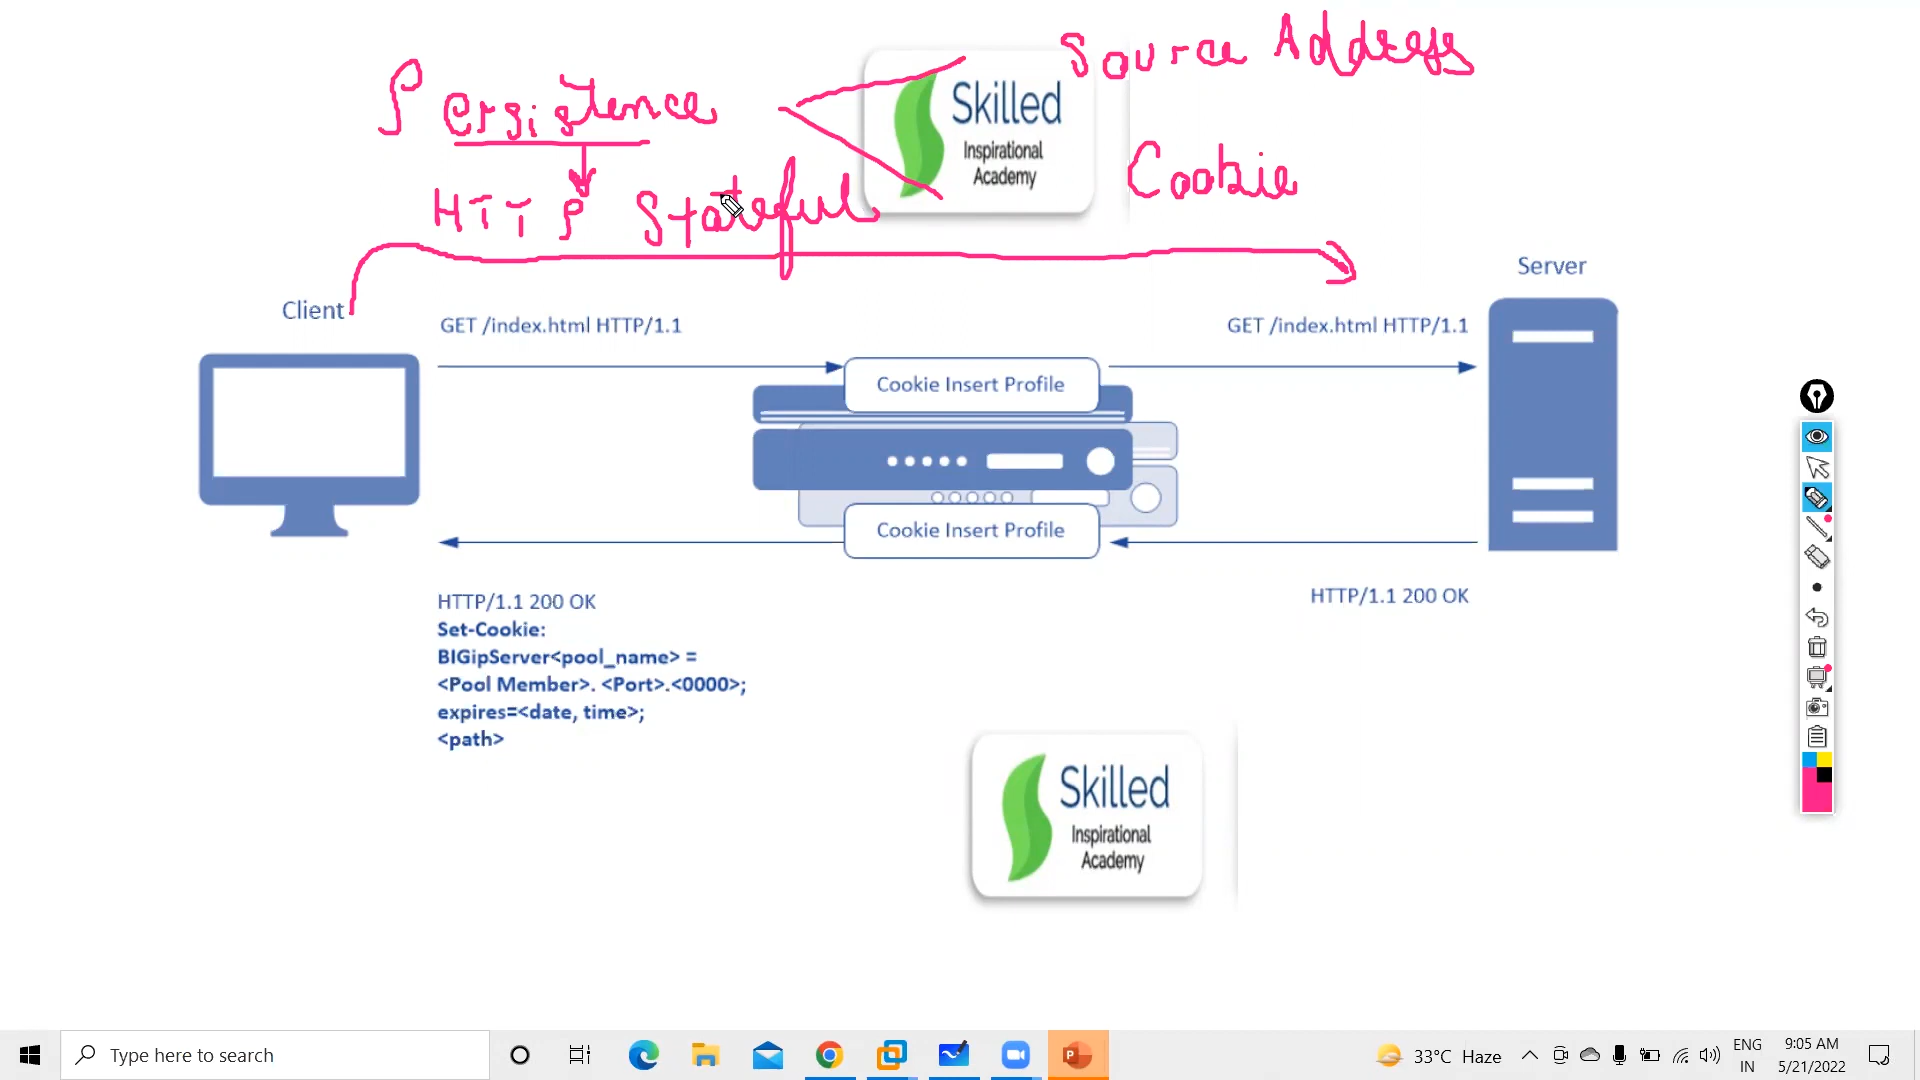 Source Address
Persistence
Skilled
Inspirational
Academy
Cookie
HTTP Stateful
Server
Client
GET /index.html HTTP/1.1
GET /index.html HTTP/1.1
Cookie Insert Profile
Cookie Insert Profile
HTTP/1.1 200 OK
HTTP/1.1 200 OK
Set-Cookie:
BIGipServer<pool_name> =
<Pool Member>. <Port>.<0000>;
expires=<date, time>;
<path>
Skilled
Inspirational
Academy
Type here to search
33°C Haze
ENG
IN
9:05 AM
5/21/2022